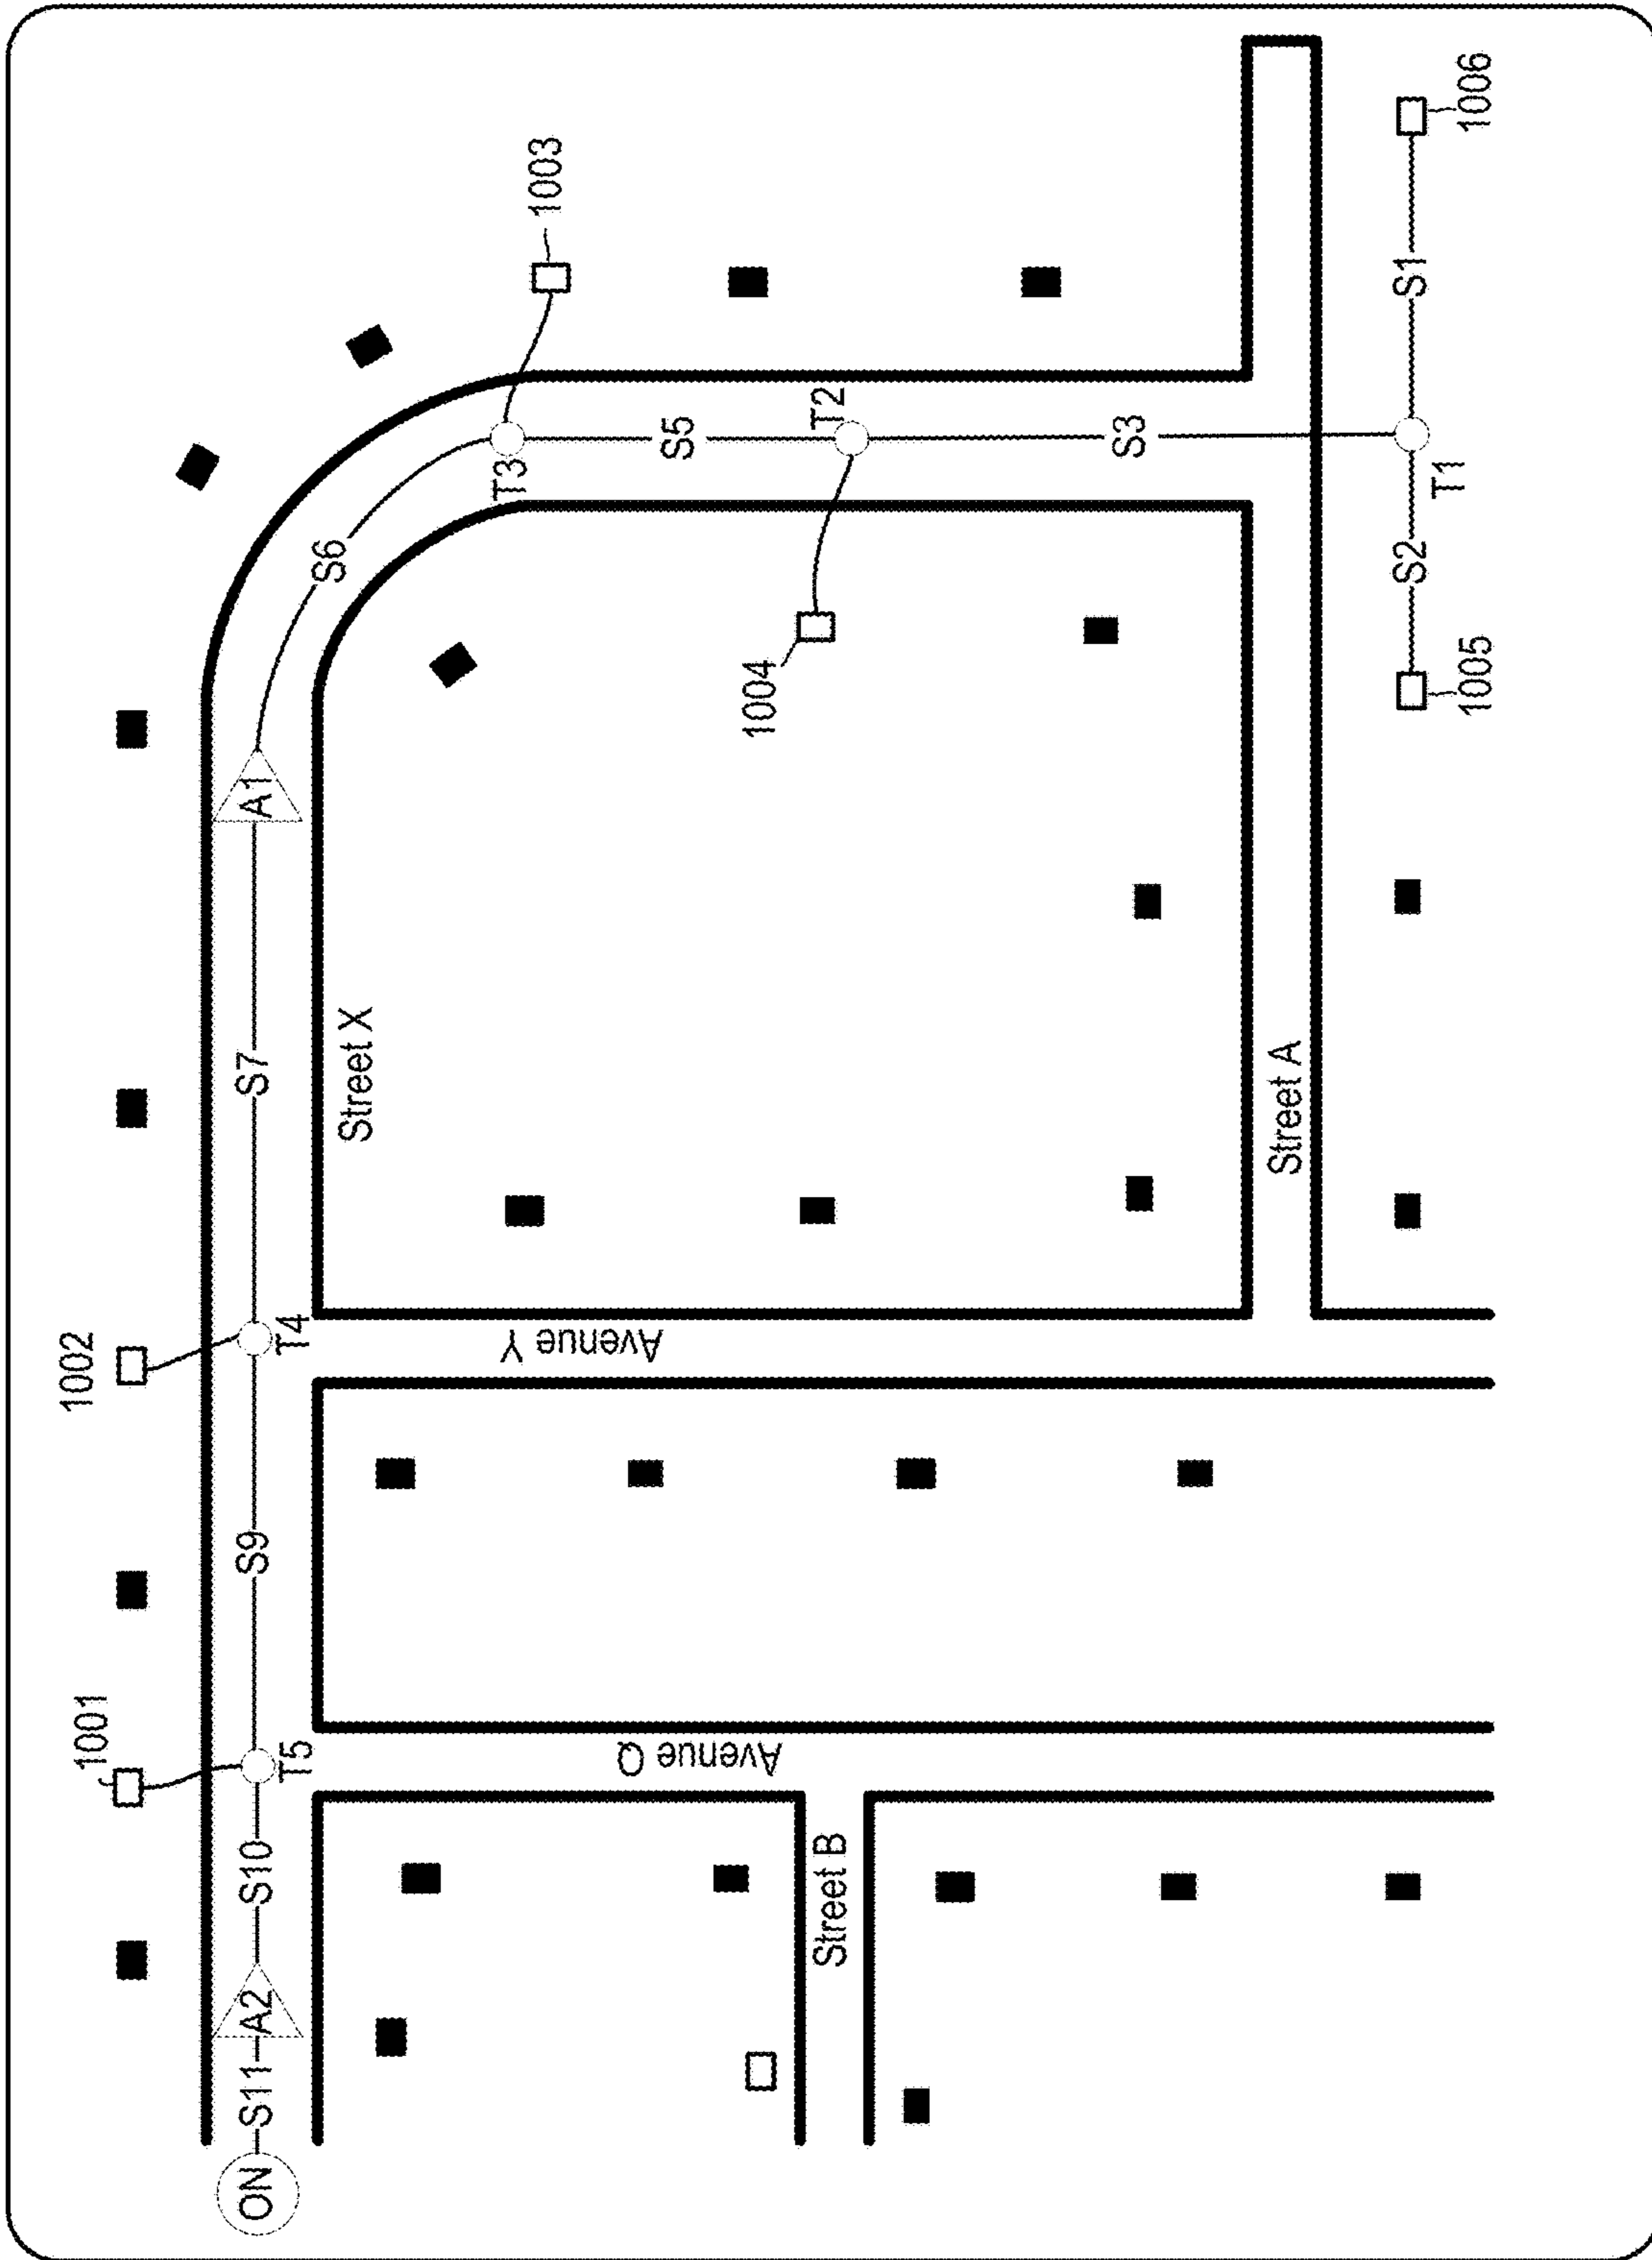 1001
1002
ON
S11
A2
S10
T5
S9
T4
S7
A1
S6
Street X
T3
1003
S5
T2
1004
S3
Avenue Q
Avenue Y
Street B
Street A
T1
S2
S1
1005
1006